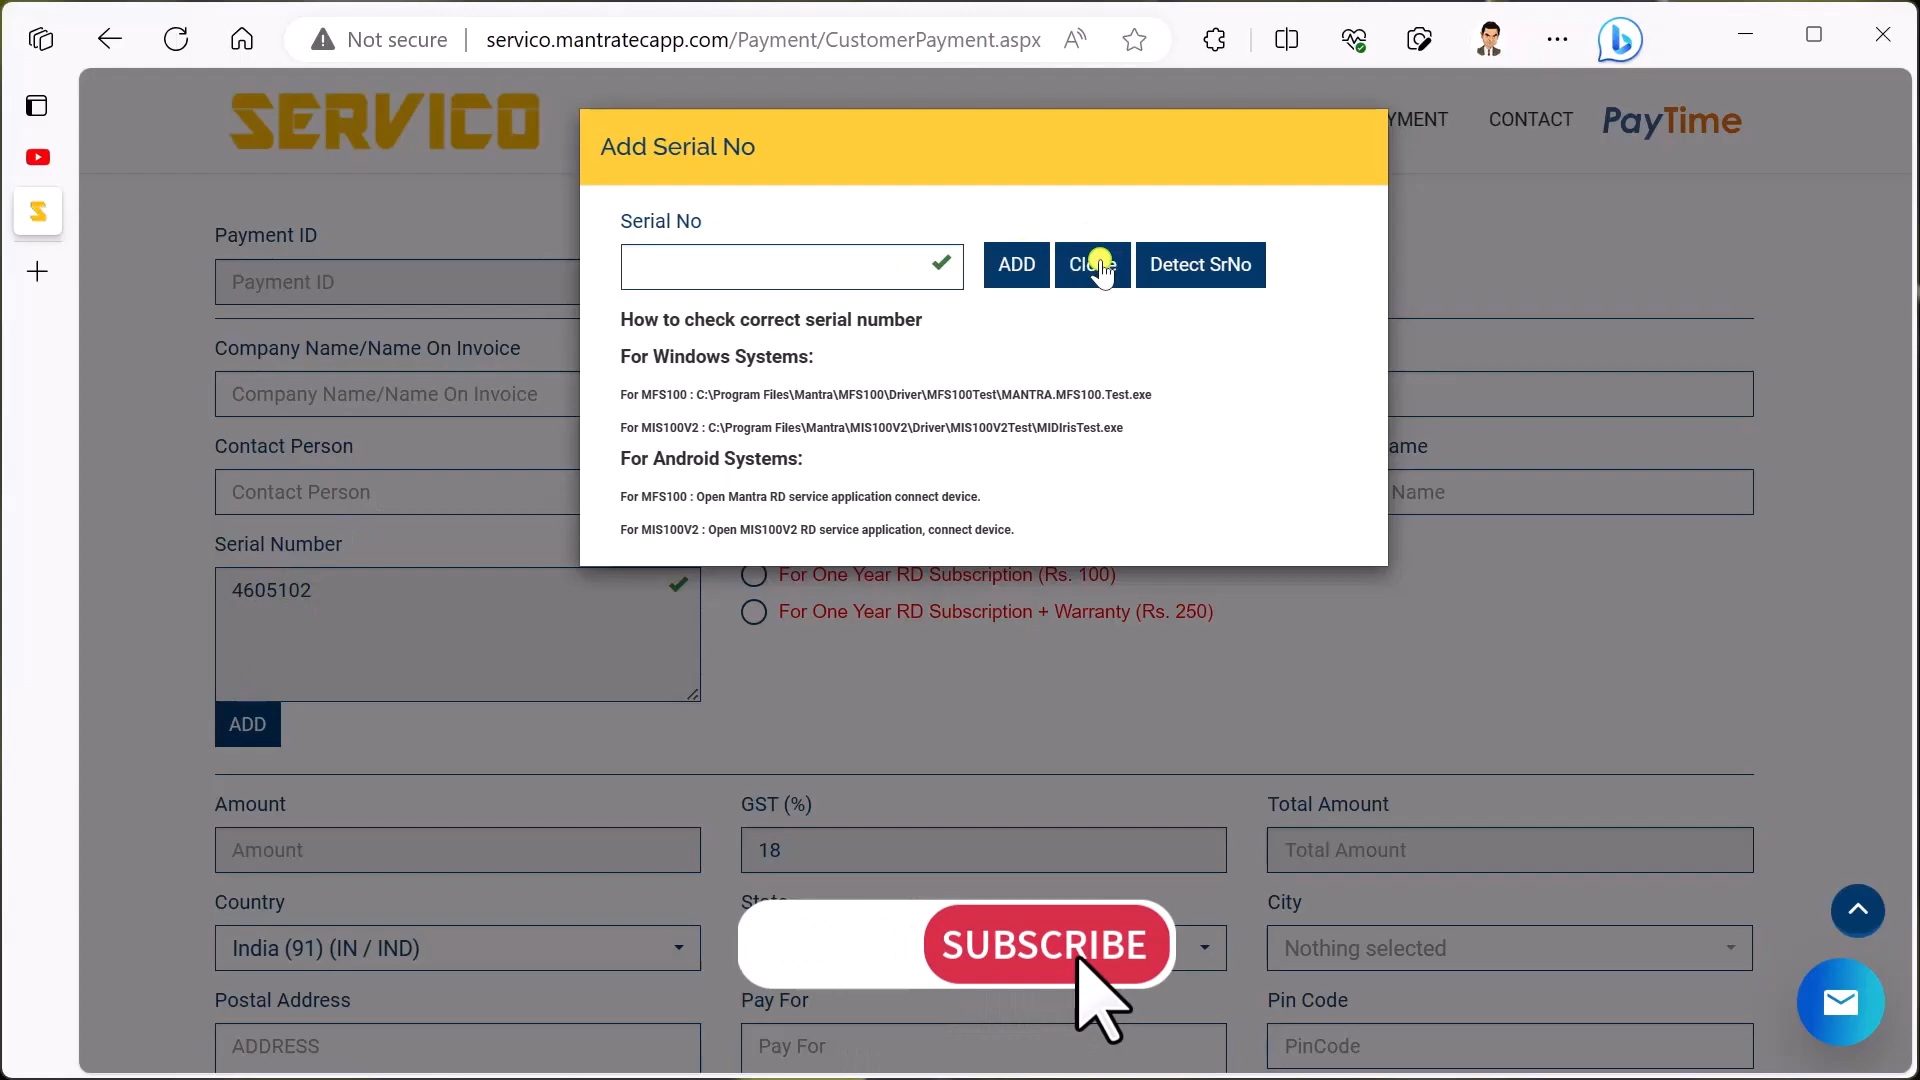 Not secure
servico.mantratecapp.com/Payment/CustomerPayment.aspx
SERVICO
CONTACT
PayTime
Add Serial No
Serial No
ADD
Detect SrNo
How to check correct serial number
For Windows Systems:
For MFS100 : C:\Program Files\Mantra\MFS100\Driver\MFS100Test\MANTRA.MFS100.Test.exe
For MIS100V2 : C:\Program Files\Mantra\MIS100V2\Driver\MIS100V2Test\MIDIrisTest.exe
For Android Systems:
For MFS100 : Open Mantra RD service application connect device.
For MIS100V2 : Open MIS100V2 RD service application, connect device.
Payment ID
Payment ID
Company Name/Name On Invoice
Company Name/Name On Invoice
Contact Person
Contact Person
Name
Serial Number
4605102
For One Year RD Subscription (Rs. 100)
For One Year RD Subscription + Warranty (Rs. 250)
ADD
Amount GST (%) Total Amount
Amount 18 Total Amount
Country State City
India (91) (IN / IND) Nothing selected
SUBSCRIBE
Postal Address Pay For Pin Code
ADDRESS Pay For PinCode